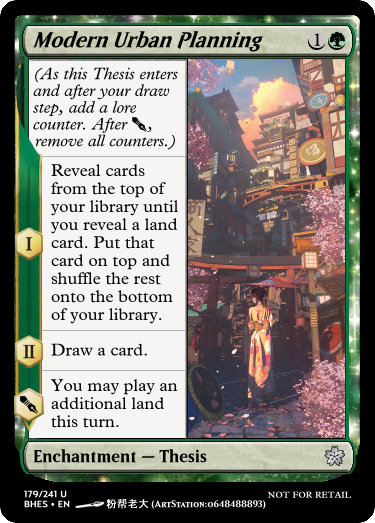 Modern Urban Planning 1
(As this Thesis enters
and after your draw
step, add a lore
counter. After ,
remove all counters.)
I
Reveal cards
from the top of
your library until
you reveal a land
card. Put that
card on top and
shuffle the rest
onto the bottom
of your library.
II
Draw a card.
You may play an
additional land
this turn.
Enchantment — Thesis
179/241 U
BHES • EN 粉帮老大 (ArtStation:o648488893)
NOT FOR RETAIL